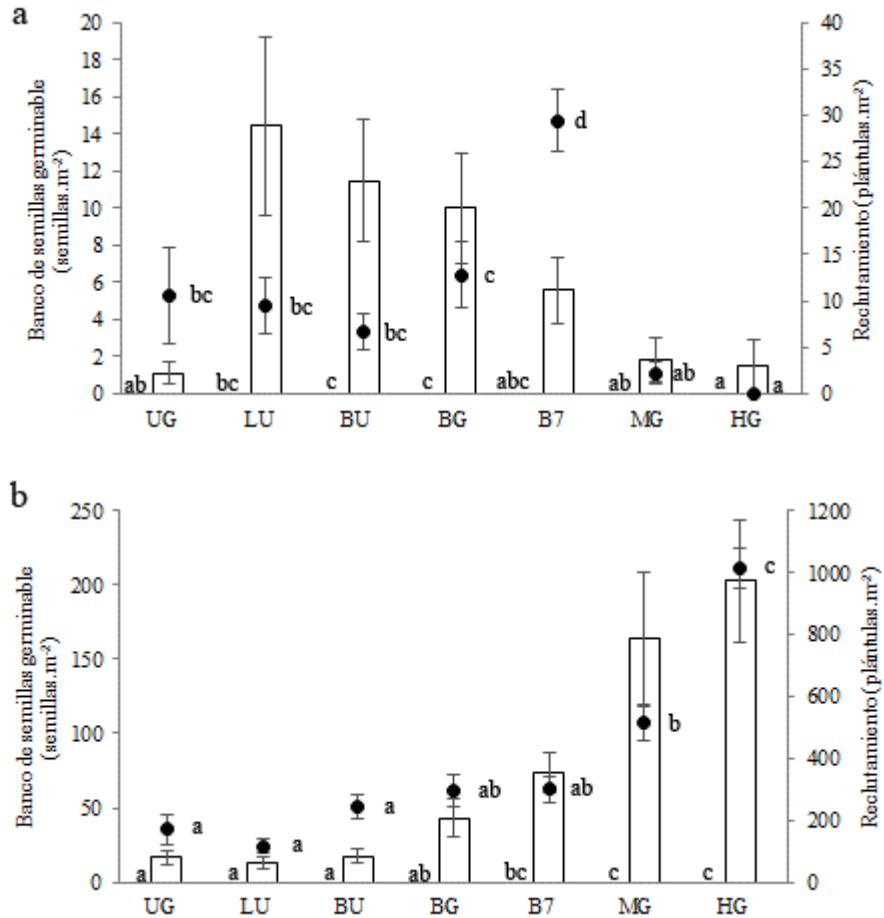 a
Banco de semillas germinable
(semillas.m⁻²)
20
18
16
14
12
10
8
6
4
2
0
40
35
30
25
20
15
10
5
0
Reclutamiento (plántulas.m²)
bc
bc
bc
c
d
ab
a
ab
bc
c
c
abc
ab
a
UG LU BU BG B7 MG HG
b
Banco de semillas germinable
(semillas.m⁻²)
250
200
150
100
50
0
1200
1000
800
600
400
200
0
Reclutamiento (plántulas.m²)
a
a
a
ab
ab
b
c
a
a
a
ab
bc
c
c
UG LU BU BG B7 MG HG